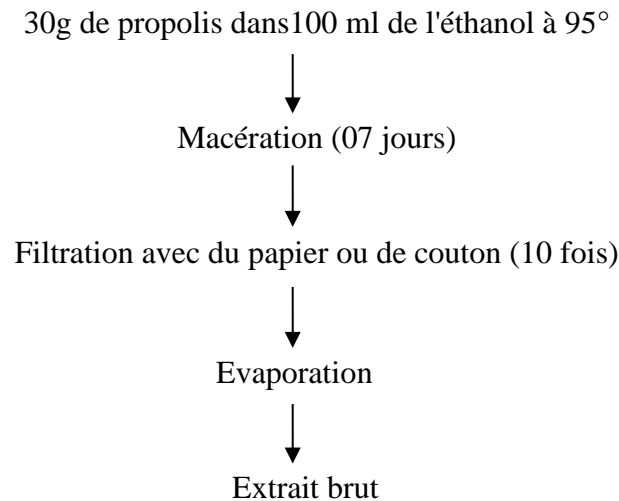 30g de propolis dans100 ml de l'éthanol à 95°
Macération (07 jours)
Filtration avec du papier ou de couton (10 fois)
Evaporation
Extrait brut